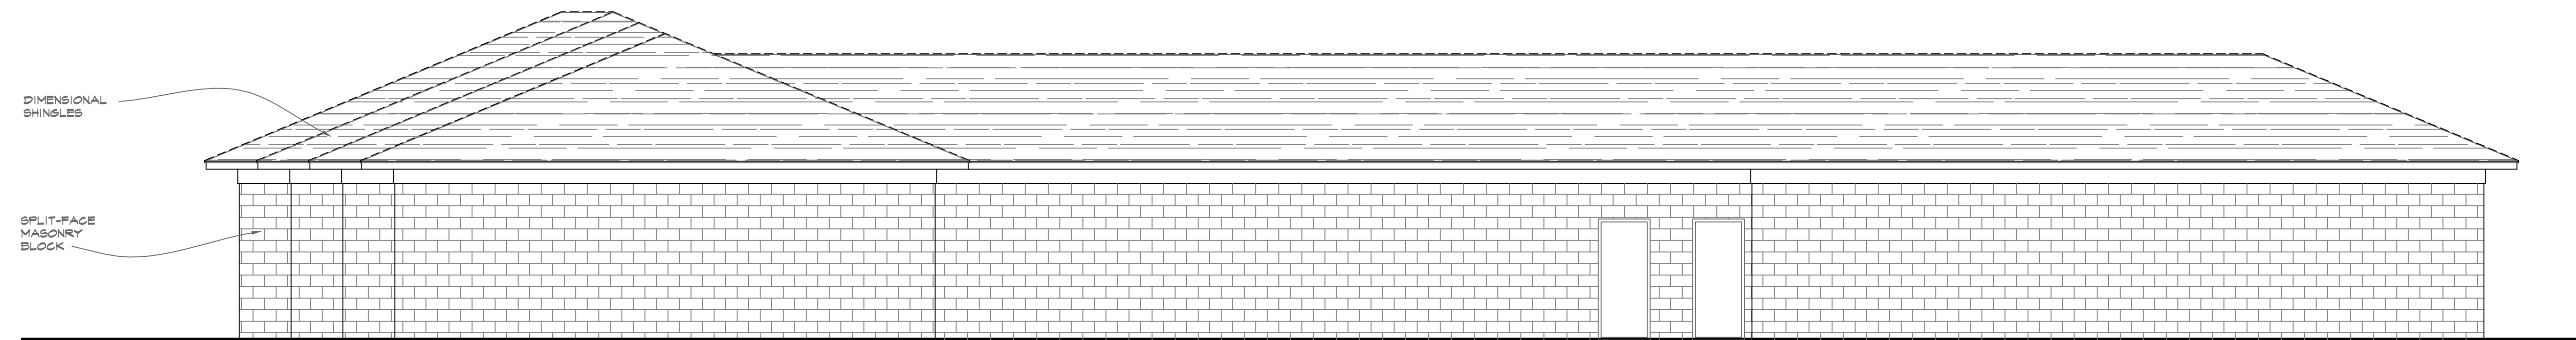 DIMENSIONAL
SHINGLES
SPLIT-FACE
MASONRY
BLOCK